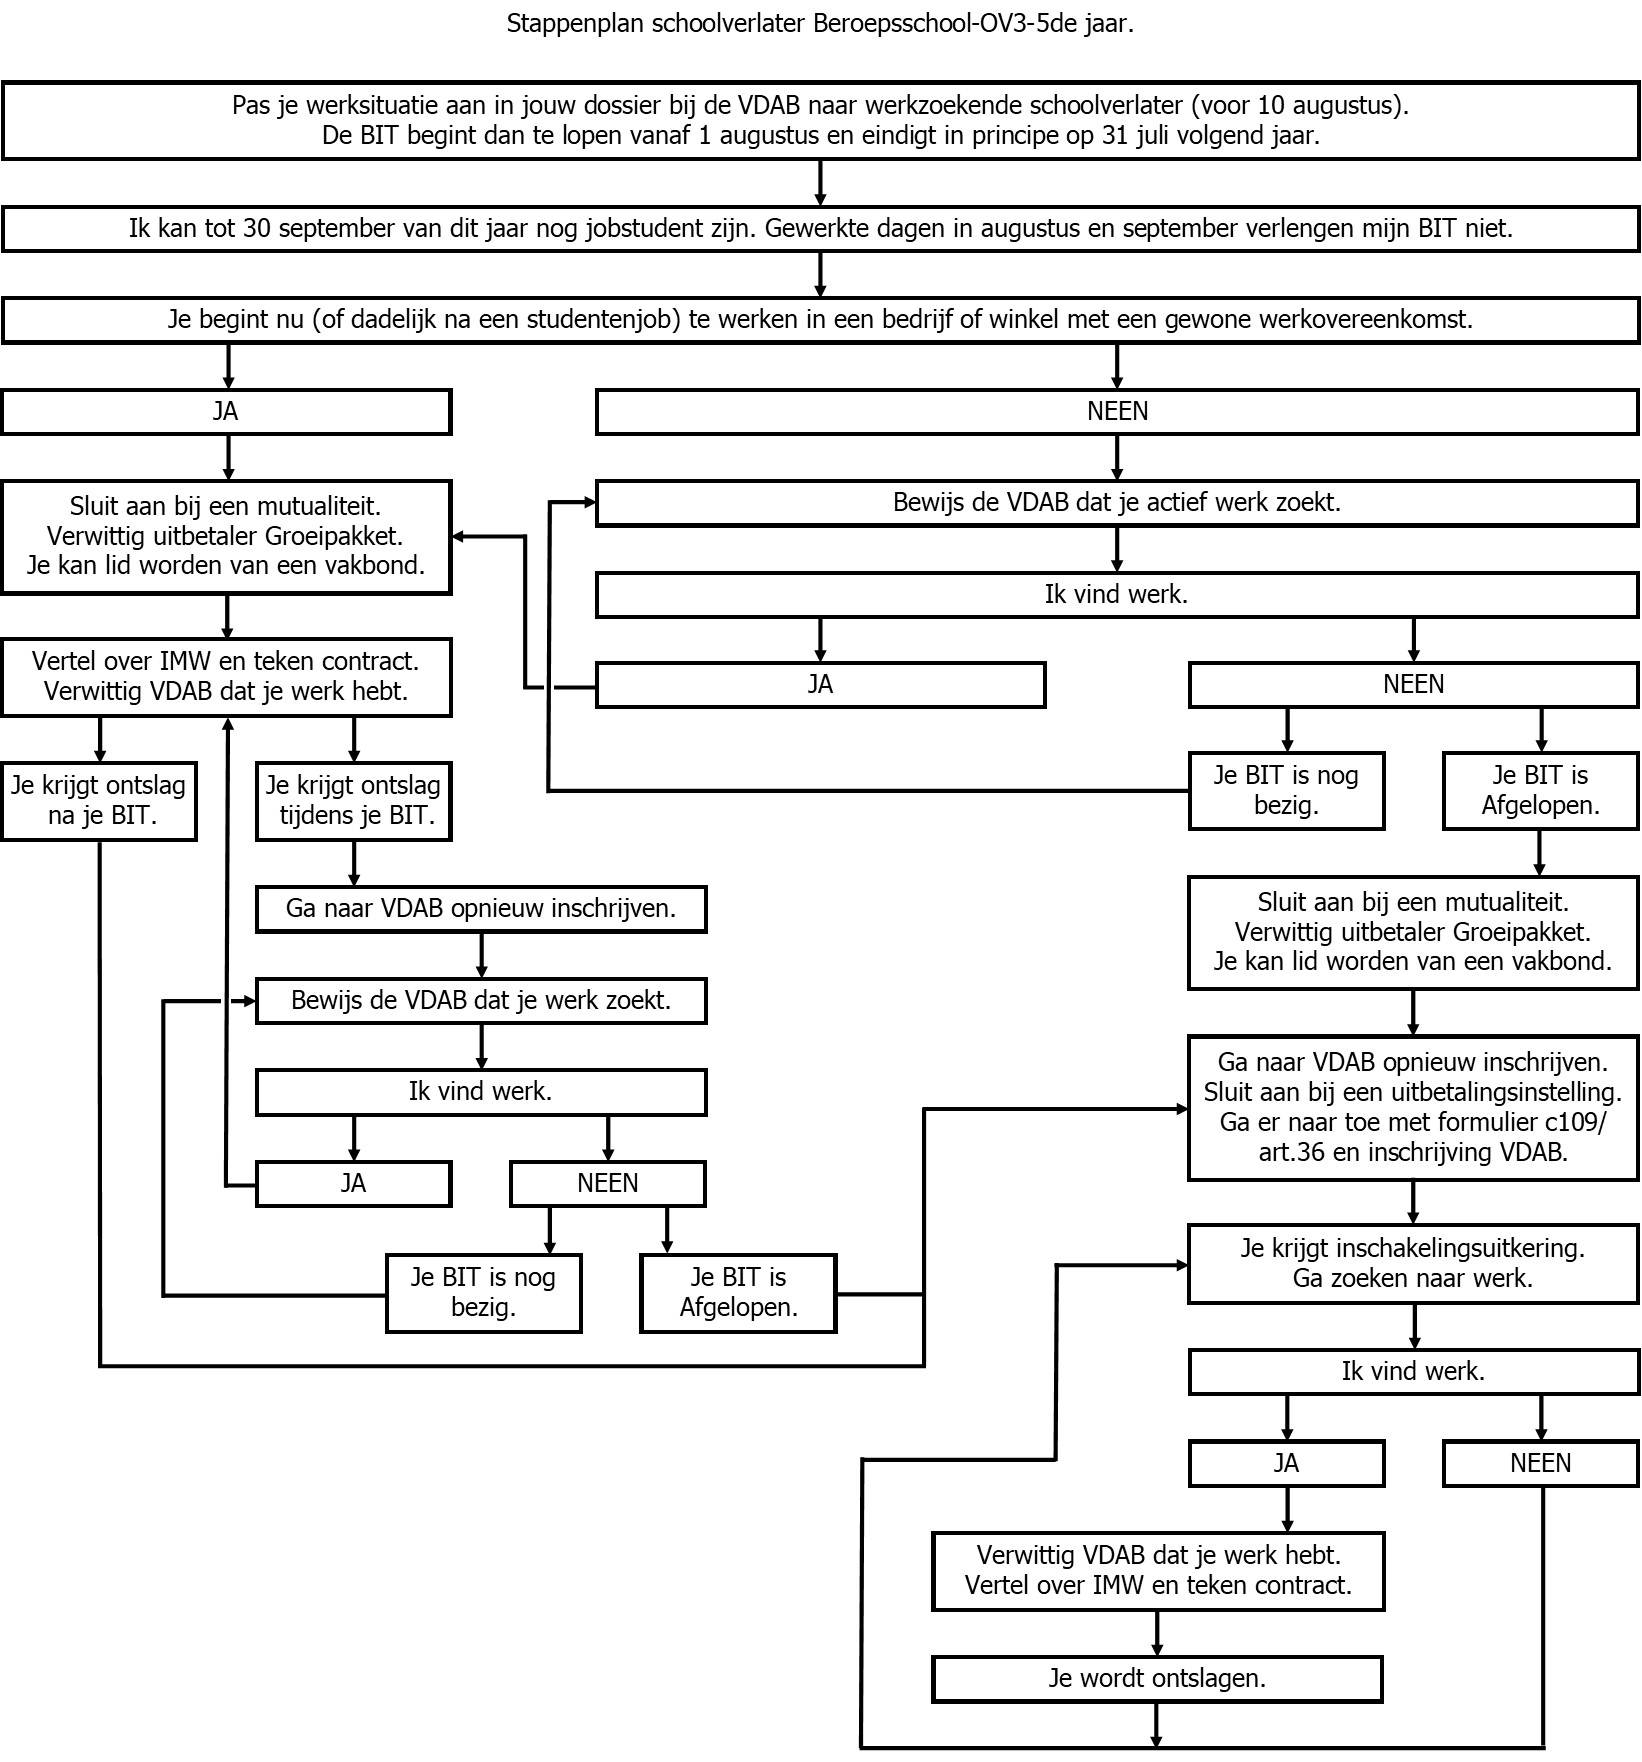 Stappenplan schoolverlater Beroepsschool-OV3-5de jaar.
Pas je werksituatie aan in jouw dossier bij de VDAB naar werkzoekende schoolverlater (voor 10 augustus).
De BIT begint dan te lopen vanaf 1 augustus en eindigt in principe op 31 juli volgend jaar.
Ik kan tot 30 september van dit jaar nog jobstudent zijn. Gewerkte dagen in augustus en september verlengen mijn BIT niet.
Je begint nu (of dadelijk na een studentenjob) te werken in een bedrijf of winkel met een gewone werkovereenkomst.
JA
NEEN
Sluit aan bij een mutualiteit.
Verwittig uitbetaler Groeipakket.
Je kan lid worden van een vakbond.
Bewijs de VDAB dat je actief werk zoekt.
Ik vind werk.
Vertel over IMW en teken contract.
Verwittig VDAB dat je werk hebt.
JA
NEEN
Je krijgt ontslag
na je BIT.
Je krijgt ontslag
tijdens je BIT.
Je BIT is nog
bezig.
Je BIT is
Afgelopen.
Ga naar VDAB opnieuw inschrijven.
Sluit aan bij een mutualiteit.
Verwittig uitbetaler Groeipakket.
Je kan lid worden van een vakbond.
Bewijs de VDAB dat je werk zoekt.
Ik vind werk.
Ga naar VDAB opnieuw inschrijven.
Sluit aan bij een uitbetalingsinstelling.
Ga er naar toe met formulier c109/
art.36 en inschrijving VDAB.
JA
NEEN
Je BIT is nog
bezig.
Je BIT is
Afgelopen.
Je krijgt inschakelingsuitkering.
Ga zoeken naar werk.
Ik vind werk.
JA
NEEN
Verwittig VDAB dat je werk hebt.
Vertel over IMW en teken contract.
Je wordt ontslagen.